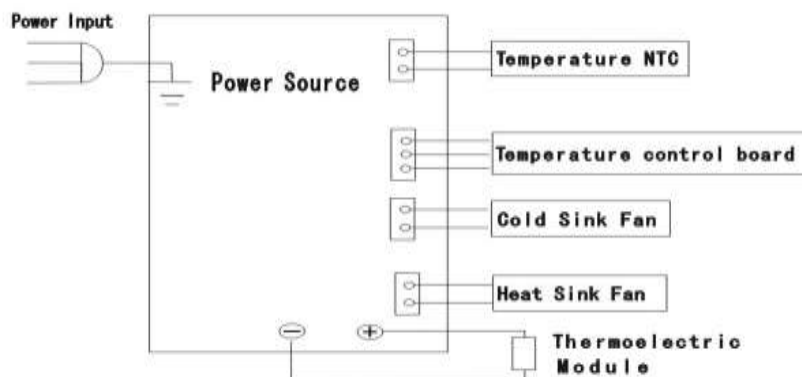 Power Input
Power Source
Temperature NTC
Temperature control board
Cold Sink Fan
Heat Sink Fan
− +
Thermoelectric
Module